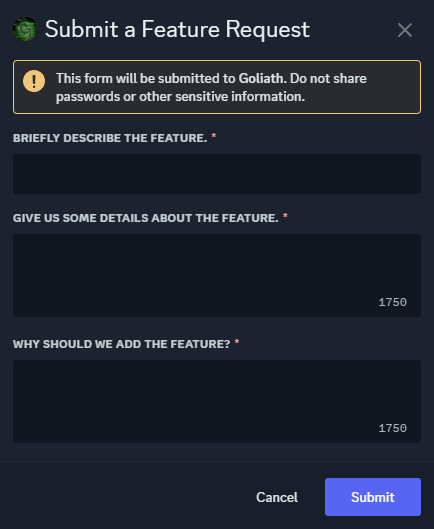 Submit a Feature Request
This form will be submitted to Goliath. Do not share
passwords or other sensitive information.
BRIEFLY DESCRIBE THE FEATURE. *
GIVE US SOME DETAILS ABOUT THE FEATURE. *
1750
WHY SHOULD WE ADD THE FEATURE? *
1750
Cancel
Submit